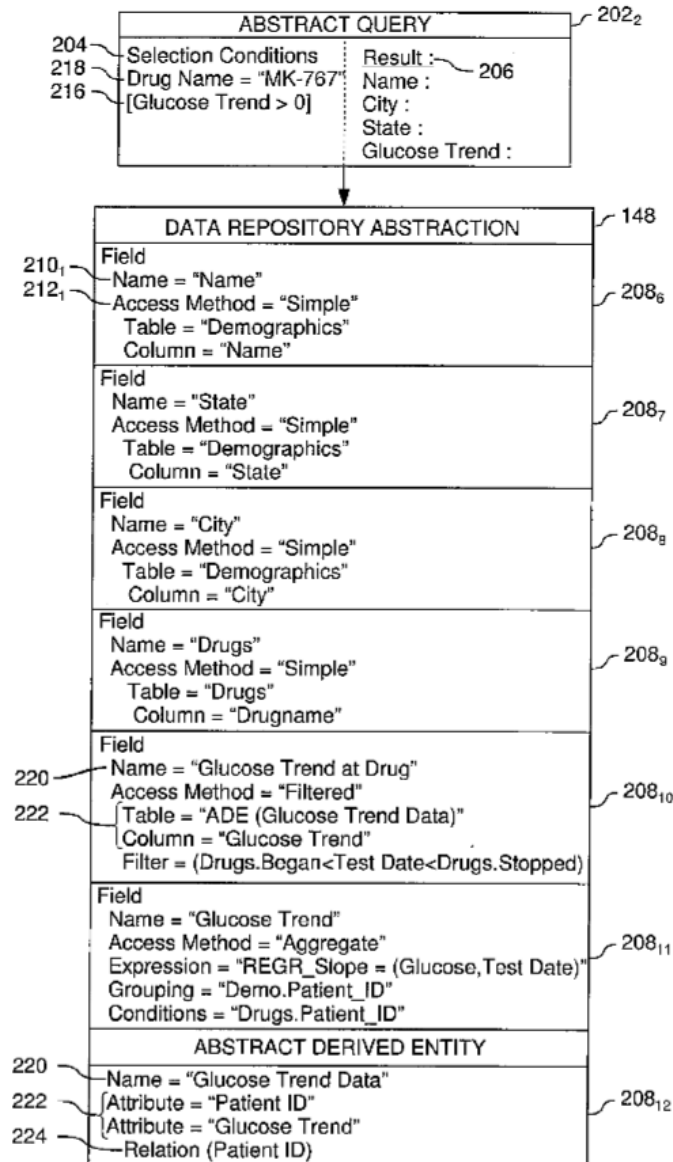 ABSTRACT QUERY
202₂
204
Selection Conditions
218
Drug Name = "MK-767"
216
[Glucose Trend > 0]
Result :
206
Name :
City :
State :
Glucose Trend :
DATA REPOSITORY ABSTRACTION
148
Field
210₁
Name = "Name"
212₁
Access Method = "Simple"
Table = "Demographics"
Column = "Name"
208₆
Field
Name = "State"
Access Method = "Simple"
Table = "Demographics"
Column = "State"
208₇
Field
Name = "City"
Access Method = "Simple"
Table = "Demographics"
Column = "City"
208₈
Field
Name = "Drugs"
Access Method = "Simple"
Table = "Drugs"
Column = "Drugname"
208₉
Field
220
Name = "Glucose Trend at Drug"
Access Method = "Filtered"
222
Table = "ADE (Glucose Trend Data)"
Column = "Glucose Trend"
Filter = (Drugs.Began<Test Date<Drugs.Stopped)
208₁₀
Field
Name = "Glucose Trend"
Access Method = "Aggregate"
Expression = "REGR_Slope = (Glucose,Test Date)"
Grouping = "Demo.Patient_ID"
Conditions = "Drugs.Patient_ID"
208₁₁
ABSTRACT DERIVED ENTITY
220
Name = "Glucose Trend Data"
222
Attribute = "Patient ID"
Attribute = "Glucose Trend"
224
Relation (Patient ID)
208₁₂